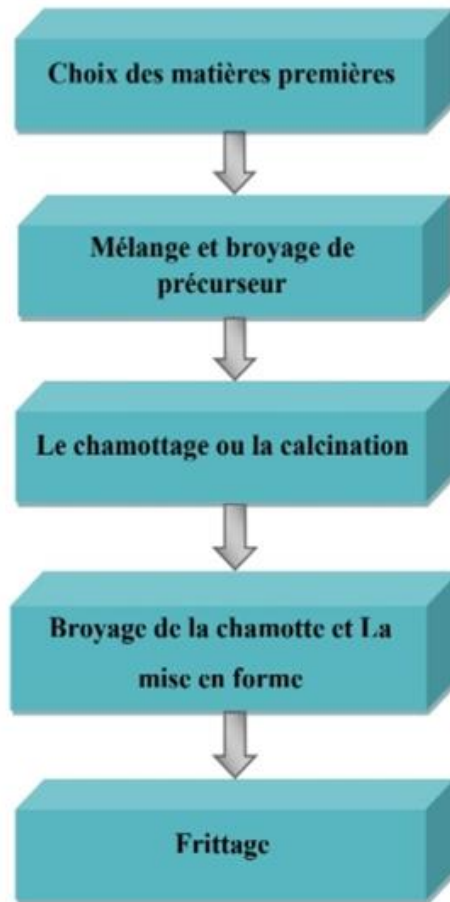 Choix des matières premières
Mélange et broyage de
précurseur
Le chamottage ou la calcination
Broyage de la chamotte et La
mise en forme
Frittage